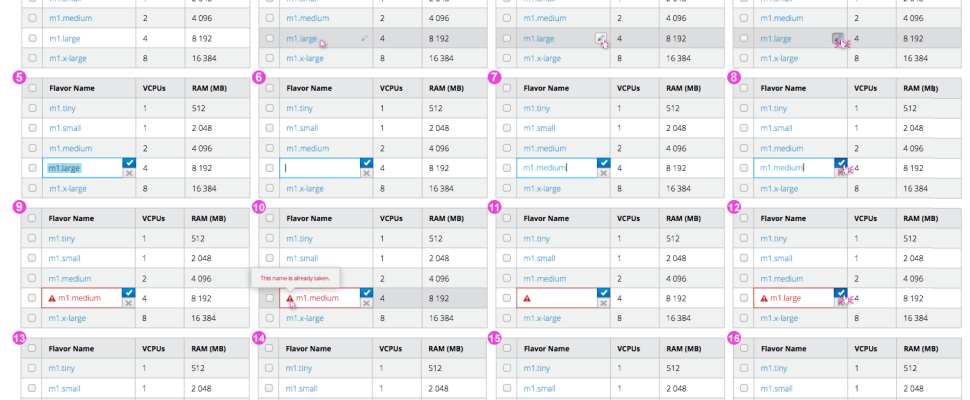 m1.medium 2 4 096
m1.large 4 8 192
m1.x-large 8 16 384
m1.medium 2 4 096
m1.large 4 8 192
m1.x-large 8 16 384
m1.medium 2 4 096
m1.large 4 8 192
m1.x-large 8 16 384
m1.medium 2 4 096
m1.large 4 8 192
m1.x-large 8 16 384
5
Flavor Name VCPUs RAM (MB)
m1.tiny 1 512
m1.small 1 2 048
m1.medium 2 4 096
m1.large 4 8 192
m1.x-large 8 16 384
6
Flavor Name VCPUs RAM (MB)
m1.tiny 1 512
m1.small 1 2 048
m1.medium 2 4 096
4 8 192
m1.x-large 8 16 384
7
Flavor Name VCPUs RAM (MB)
m1.tiny 1 512
m1.small 1 2 048
m1.medium 2 4 096
m1.medium 4 8 192
m1.x-large 8 16 384
8
Flavor Name VCPUs RAM (MB)
m1.tiny 1 512
m1.small 1 2 048
m1.medium 2 4 096
m1.medium 4 8 192
m1.x-large 8 16 384
9
Flavor Name VCPUs RAM (MB)
m1.tiny 1 512
m1.small 1 2 048
m1.medium 2 4 096
m1.medium 4 8 192
m1.x-large 8 16 384
10
Flavor Name VCPUs RAM (MB)
m1.tiny 1 512
m1.small 1 2 048
This name is already taken. 2 4 096
m1.medium 4 8 192
m1.x-large 8 16 384
11
Flavor Name VCPUs RAM (MB)
m1.tiny 1 512
m1.small 1 2 048
m1.medium 2 4 096
4 8 192
m1.x-large 8 16 384
12
Flavor Name VCPUs RAM (MB)
m1.tiny 1 512
m1.small 1 2 048
m1.medium 2 4 096
m1.large 4 8 192
m1.x-large 8 16 384
13
Flavor Name VCPUs RAM (MB)
m1.tiny 1 512
m1.small 1 2 048
14
Flavor Name VCPUs RAM (MB)
m1.tiny 1 512
m1.small 1 2 048
15
Flavor Name VCPUs RAM (MB)
m1.tiny 1 512
m1.small 1 2 048
16
Flavor Name VCPUs RAM (MB)
m1.tiny 1 512
m1.small 1 2 048